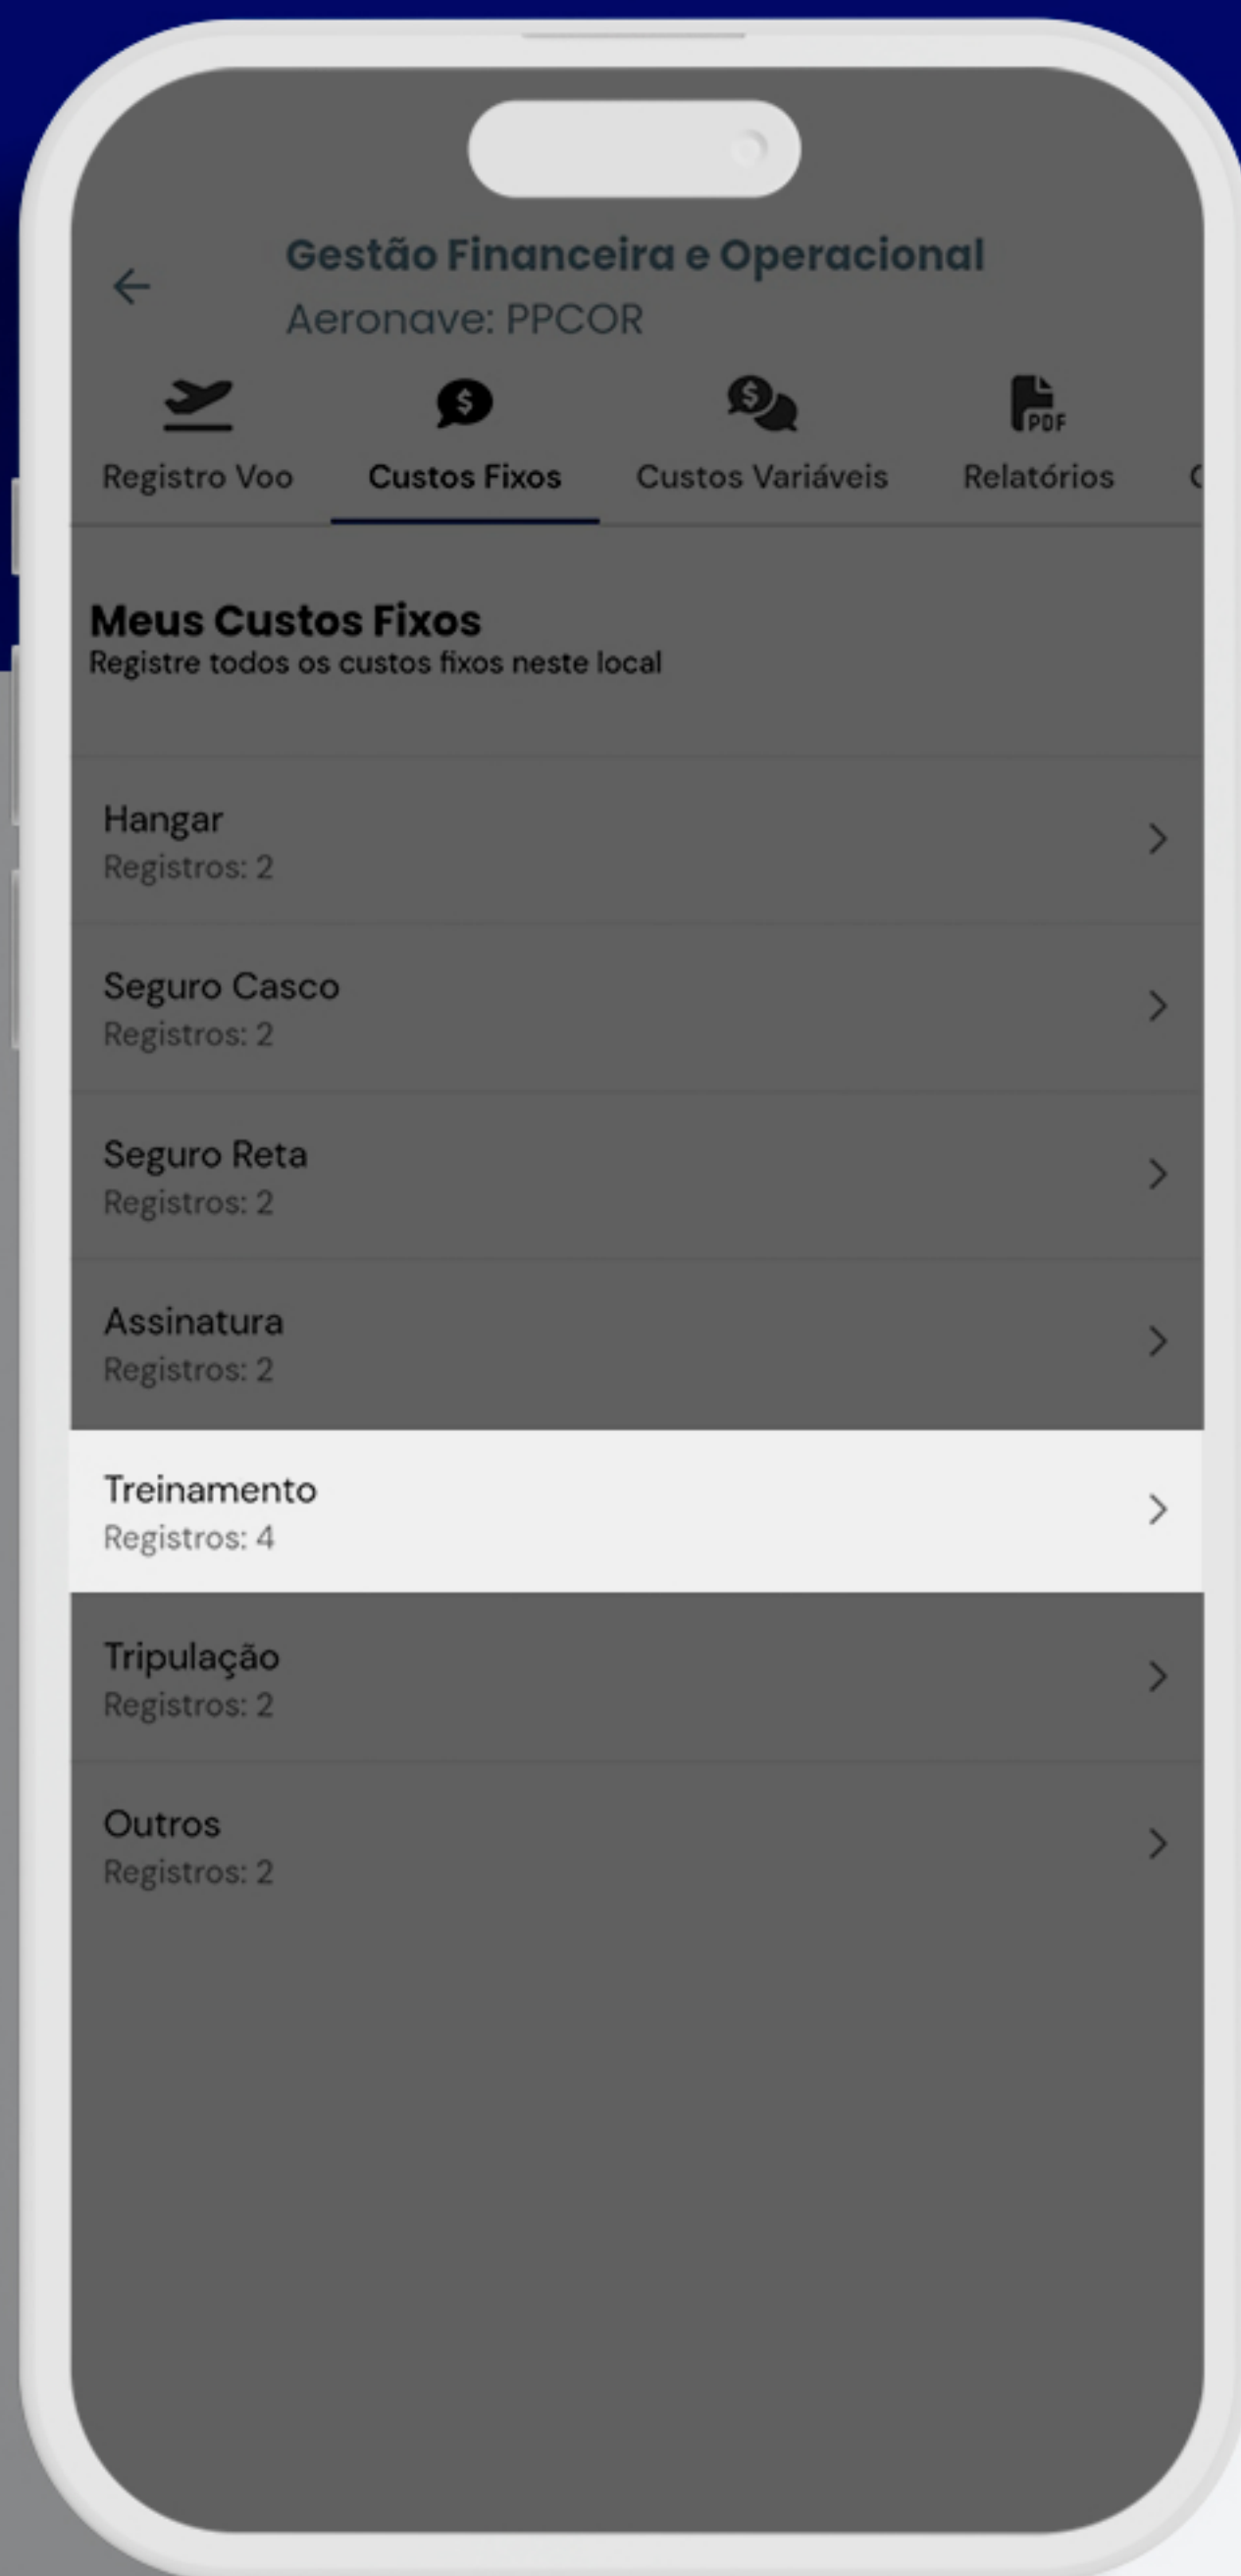 Gestão Financeira e Operacional
Aeronave: PPCOR
$
$
PDF
Registro Voo
Custos Fixos
Custos Variáveis
Relatórios
Meus Custos Fixos
Registre todos os custos fixos neste local
Hangar
Registros: 2
Seguro Casco
Registros: 2
Seguro Reta
Registros: 2
Assinatura
Registros: 2
Treinamento
Registros: 4
Tripulação
Registros: 2
Outros
Registros: 2